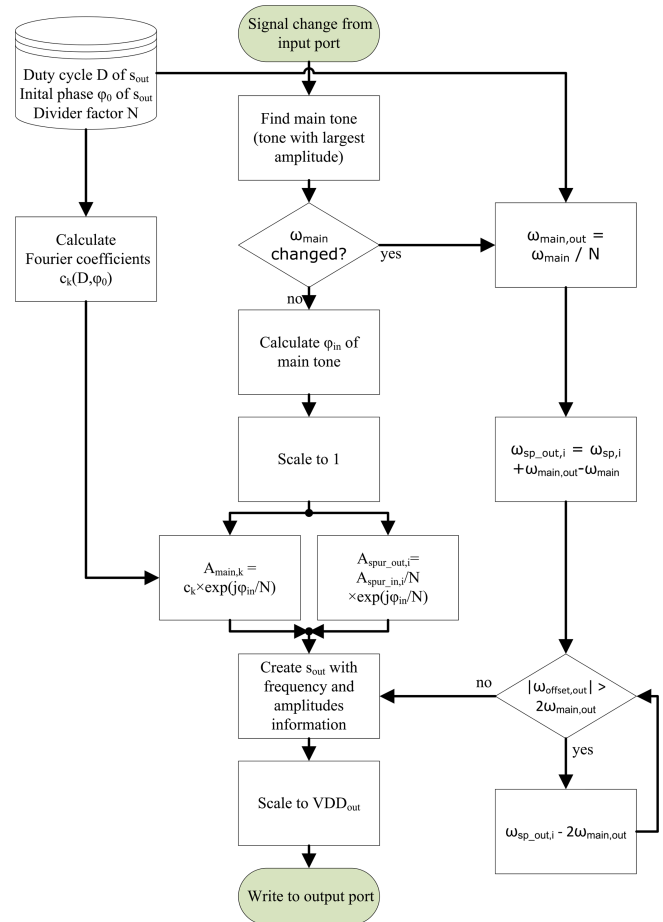 Signal change from
input port
Duty cycle D of sout
Inital phase φ0 of sout
Divider factor N
Find main tone
(tone with largest
amplitude)
Calculate
Fourier coefficients
ck(D,φ0)
ωmain
changed?
yes
ωmain,out =
ωmain / N
no
Calculate φin of
main tone
Scale to 1
ωsp_out,i = ωsp,i
+ωmain,out-ωmain
Amain,k =
ck×exp(jφin/N)
Aspur_out,i=
Aspur_in,i/N
×exp(jφin/N)
Create sout with
frequency and
amplitudes
information
no
|ωoffset,out| >
2ωmain,out
yes
Scale to VDDout
ωsp_out,i - 2ωmain,out
Write to output port